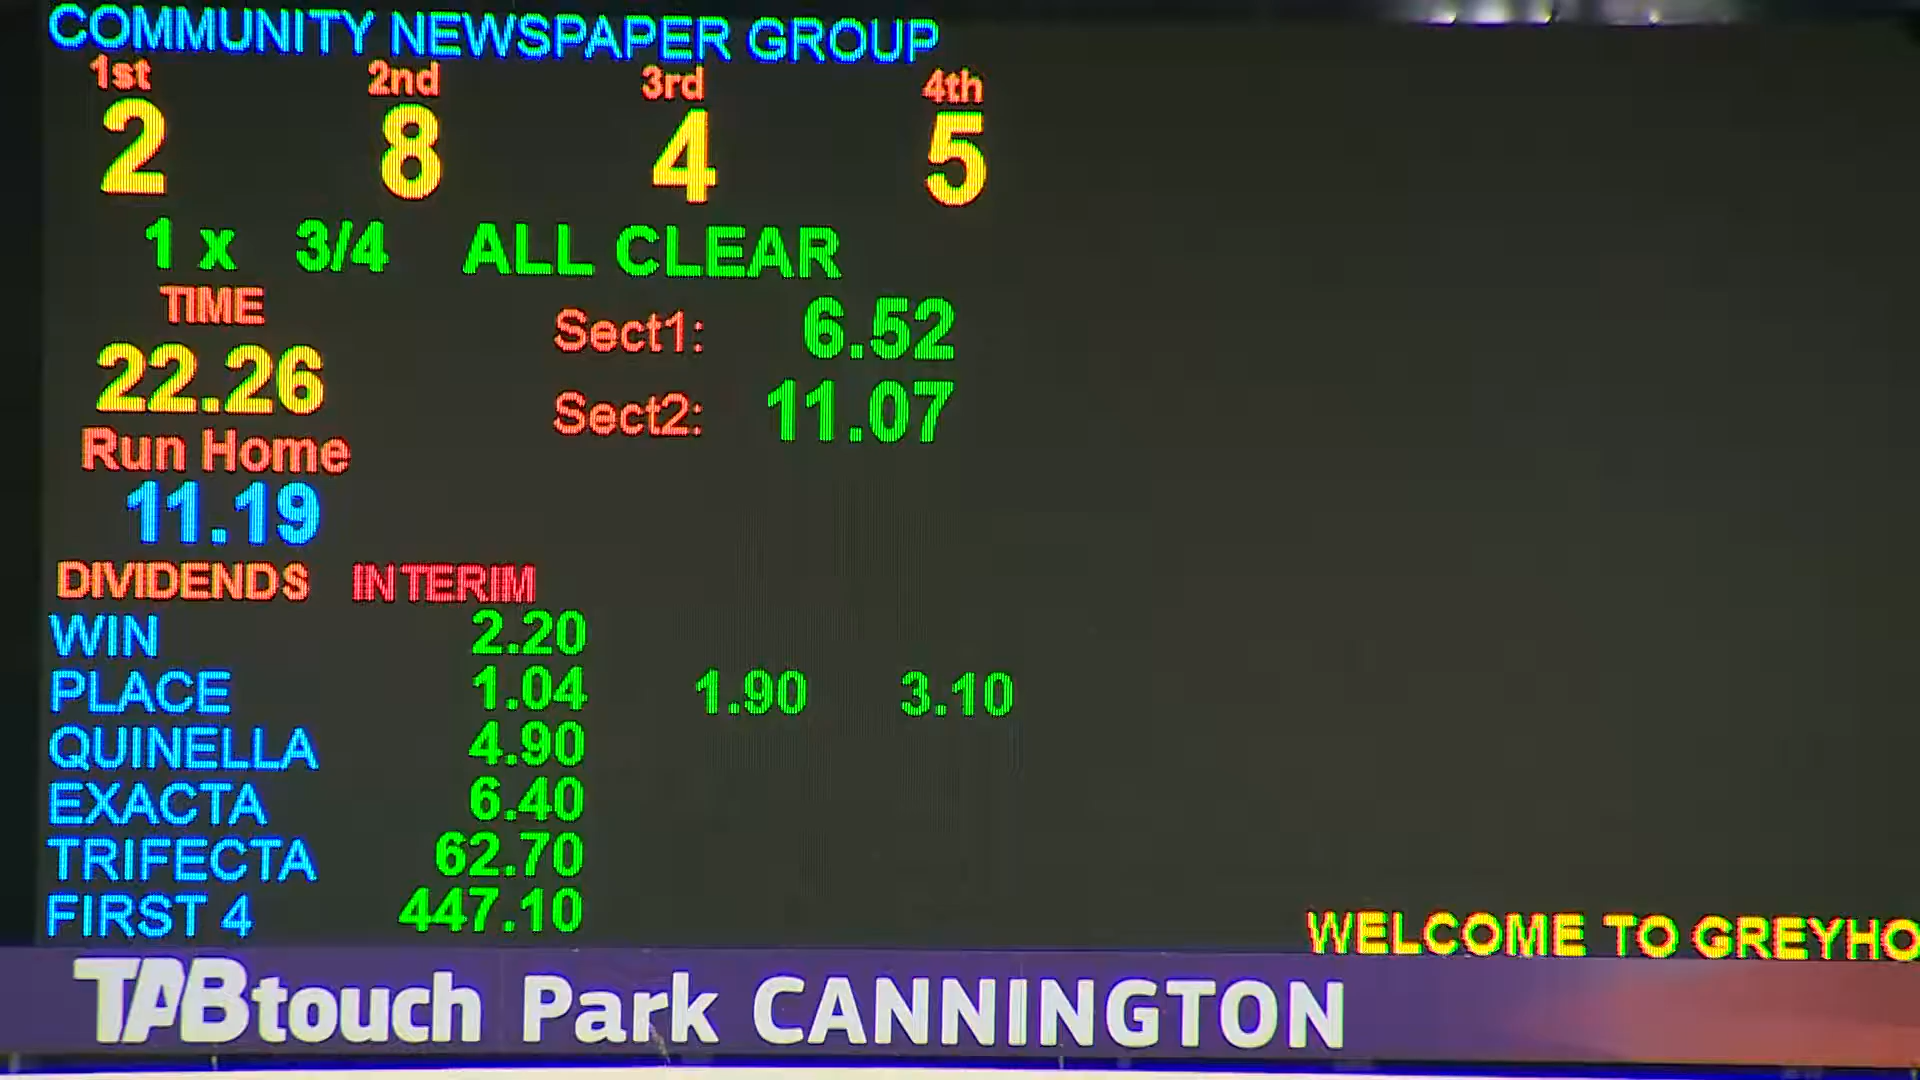 COMMUNITY NEWSPAPER GROUP
1st 2nd 3rd 4th
2 8 4 5
1 x 3/4 ALL CLEAR
TIME
22.26
Sect1: 6.52
Sect2: 11.07
Run Home
11.19
DIVIDENDS INTERIM
WIN 2.20
PLACE 1.04 1.90 3.10
QUINELLA 4.90
EXACTA 6.40
TRIFECTA 62.70
FIRST 4 447.10
WELCOME TO GREYHO
TABtouch Park CANNINGTON